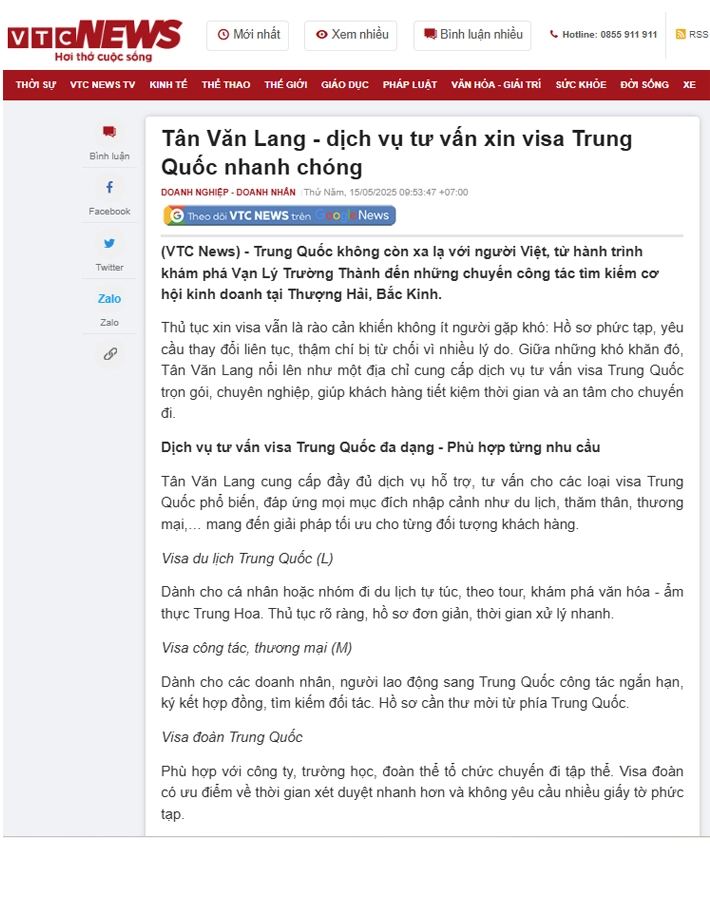 VTC NEWS
Hơi thở cuộc sống
Mới nhất
Xem nhiều
Bình luận nhiều
Hotline: 0855 911 911
RSS
THỜI SỰ VTC NEWS TV KINH TẾ THỂ THAO THẾ GIỚI GIÁO DỤC PHÁP LUẬT VĂN HÓA - GIẢI TRÍ SỨC KHỎE ĐỜI SỐNG XE
Bình luận
Facebook
Twitter
Zalo
Zalo
Tân Văn Lang - dịch vụ tư vấn xin visa Trung
Quốc nhanh chóng
DOANH NGHIỆP - DOANH NHÂN Thứ Năm, 15/05/2025 09:53:47 +07:00
G Theo dõi VTC NEWS trên Google News
(VTC News) - Trung Quốc không còn xa lạ với người Việt, từ hành trình
khám phá Vạn Lý Trường Thành đến những chuyến công tác tìm kiếm cơ
hội kinh doanh tại Thượng Hải, Bắc Kinh.
Thủ tục xin visa vẫn là rào cản khiến không ít người gặp khó: Hồ sơ phức tạp, yêu
cầu thay đổi liên tục, thậm chí bị từ chối vì nhiều lý do. Giữa những khó khăn đó,
Tân Văn Lang nổi lên như một địa chỉ cung cấp dịch vụ tư vấn visa Trung Quốc
trọn gói, chuyên nghiệp, giúp khách hàng tiết kiệm thời gian và an tâm cho chuyến
đi.
Dịch vụ tư vấn visa Trung Quốc đa dạng - Phù hợp từng nhu cầu
Tân Văn Lang cung cấp đầy đủ dịch vụ hỗ trợ, tư vấn cho các loại visa Trung
Quốc phổ biến, đáp ứng mọi mục đích nhập cảnh như du lịch, thăm thân, thương
mại,... mang đến giải pháp tối ưu cho từng đối tượng khách hàng.
Visa du lịch Trung Quốc (L)
Dành cho cá nhân hoặc nhóm đi du lịch tự túc, theo tour, khám phá văn hóa - ẩm
thực Trung Hoa. Thủ tục rõ ràng, hồ sơ đơn giản, thời gian xử lý nhanh.
Visa công tác, thương mại (M)
Dành cho các doanh nhân, người lao động sang Trung Quốc công tác ngắn hạn,
ký kết hợp đồng, tìm kiếm đối tác. Hồ sơ cần thư mời từ phía Trung Quốc.
Visa đoàn Trung Quốc
Phù hợp với công ty, trường học, đoàn thể tổ chức chuyến đi tập thể. Visa đoàn
có ưu điểm về thời gian xét duyệt nhanh hơn và không yêu cầu nhiều giấy tờ phức
tạp.